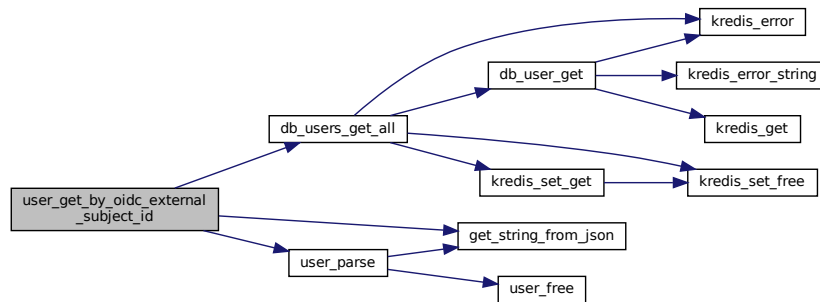 kredis_error
db_user_get
kredis_error_string
db_users_get_all
kredis_get
kredis_set_get
kredis_set_free
user_get_by_oidc_external
_subject_id
get_string_from_json
user_parse
user_free